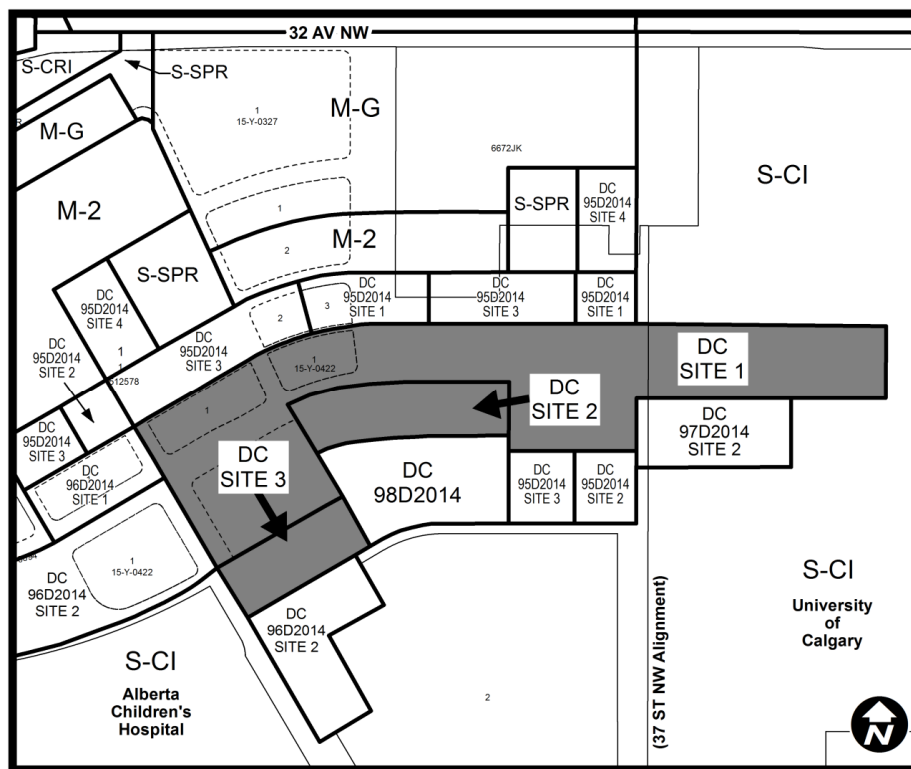 32 AV NW
S-CRI
S-SPR
M-G
1
15-Y-0327
M-G
6672JK
S-CI
M-2
1
S-SPR
DC
95D2014
SITE 4
M-2
2
S-SPR
DC
95D2014
SITE 4
DC
95D2014
SITE 1
DC
95D2014
SITE 3
DC
95D2014
SITE 1
3
2
DC
95D2014
SITE 2
1
1
512578
DC
95D2014
SITE 3
1
15-Y-0422
DC
SITE 1
DC
SITE 2
1
DC
95D2014
SITE 3
DC
96D2014
SITE 1
DC
SITE 3
DC
98D2014
DC
95D2014
SITE 3
DC
95D2014
SITE 2
DC
97D2014
SITE 2
1
15-Y-0422
DC
96D2014
SITE 2
DC
96D2014
SITE 2
S-CI
University
of
Calgary
S-CI
Alberta
Children's
Hospital
2
(37 ST NW Alignment)
N